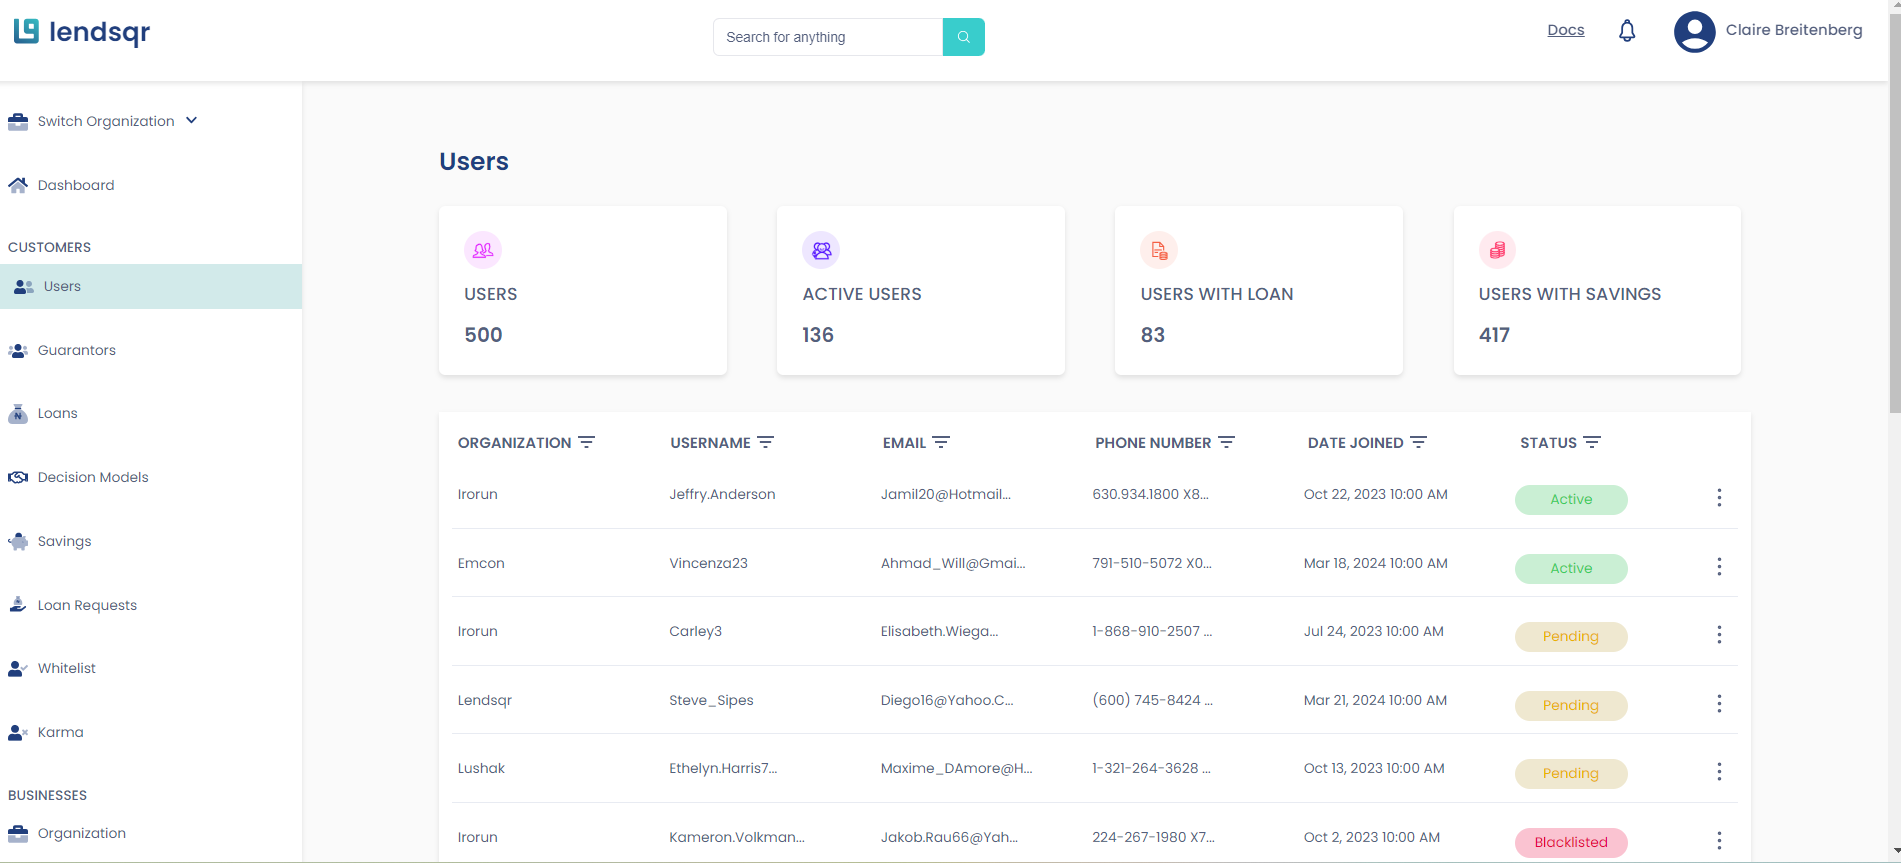 lendsqr
Search for anything
Docs
Claire Breitenberg
Switch Organization
Dashboard
CUSTOMERS
Users
Guarantors
Loans
Decision Models
Savings
Loan Requests
Whitelist
Karma
BUSINESSES
Organization
Users
USERS
500
ACTIVE USERS
136
USERS WITH LOAN
83
USERS WITH SAVINGS
417
ORGANIZATION USERNAME EMAIL PHONE NUMBER DATE JOINED STATUS
Irorun Jeffry.Anderson Jamil20@Hotmail... 630.934.1800 X8... Oct 22, 2023 10:00 AM Active
Emcon Vincenza23 Ahmad_Will@Gmai... 791-510-5072 X0... Mar 18, 2024 10:00 AM Active
Irorun Carley3 Elisabeth.Wiega... 1-868-910-2507 ... Jul 24, 2023 10:00 AM Pending
Lendsqr Steve_Sipes Diego16@Yahoo.C... (600) 745-8424 ... Mar 21, 2024 10:00 AM Pending
Lushak Ethelyn.Harris7... Maxime_DAmore@H... 1-321-264-3628 ... Oct 13, 2023 10:00 AM Pending
Irorun Kameron.Volkman... Jakob.Rau66@Yah... 224-267-1980 X7... Oct 2, 2023 10:00 AM Blacklisted